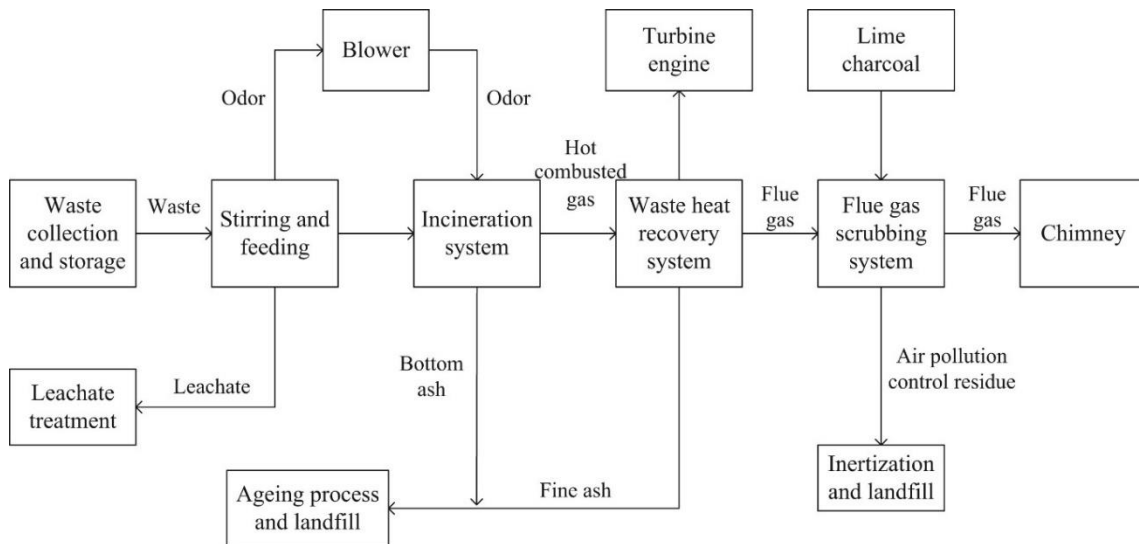 Blower
Turbine
engine
Lime
charcoal
Odor
Odor
Hot
combusted
gas
Waste
collection
and storage
Waste
Stirring and
feeding
Incineration
system
Waste heat
recovery
system
Flue
gas
Flue gas
scrubbing
system
Flue
gas
Chimney
Leachate
treatment
Leachate
Bottom
ash
Air pollution
control residue
Ageing process
and landfill
Fine ash
Inertization
and landfill